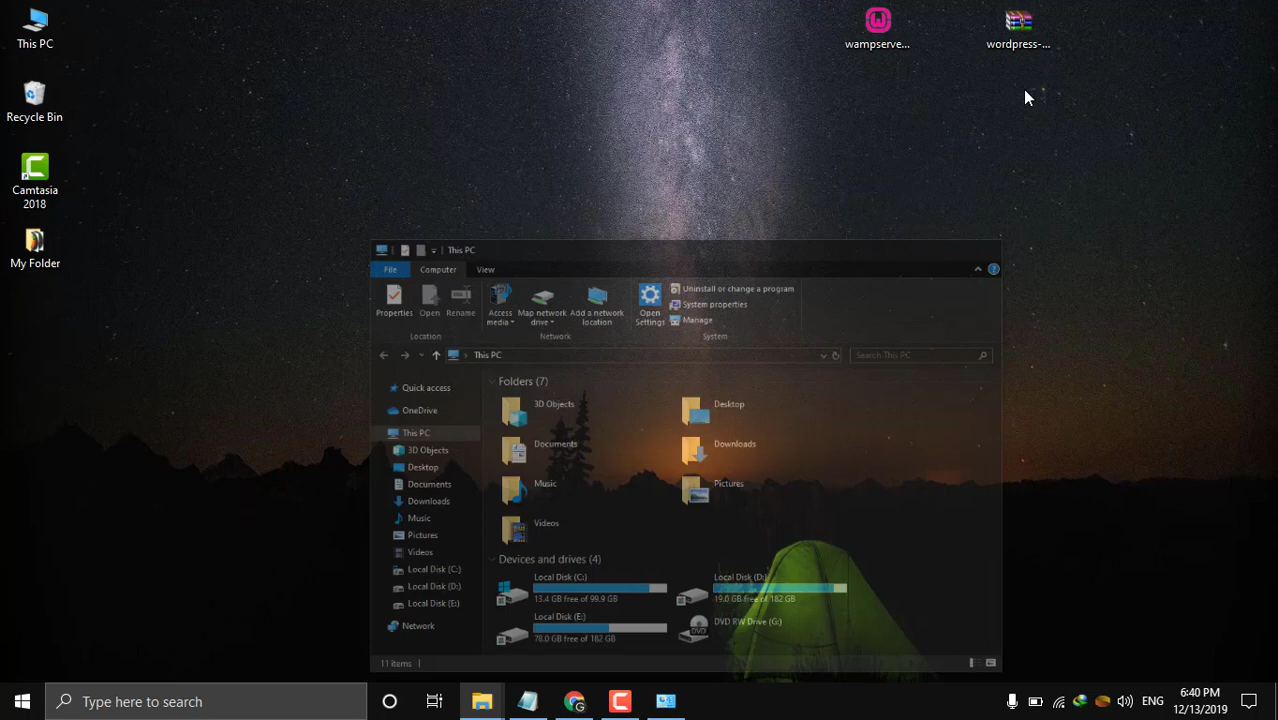 This PC
Recycle Bin
Camtasia
2018
My Folder
wampserve...
wordpress-...
This PC
File
Computer
View
Properties
Open
Rename
Access
media
Map network
drive
Add a network
location
Open
Settings
Uninstall or change a program
System properties
Manage
Location
Network
System
This PC
Search This PC
Quick access
OneDrive
This PC
3D Objects
Desktop
Documents
Downloads
Music
Pictures
Videos
Local Disk (C:)
Local Disk (D:)
Local Disk (E:)
Network
Folders (7)
3D Objects
Desktop
Documents
Downloads
Music
Pictures
Videos
Devices and drives (4)
Local Disk (C:)
13.4 GB free of 99.9 GB
Local Disk (D:)
19.0 GB free of 182 GB
Local Disk (E:)
78.0 GB free of 182 GB
DVD RW Drive (G:)
DVD
11 items
Type here to search
ENG
6:40 PM
12/13/2019